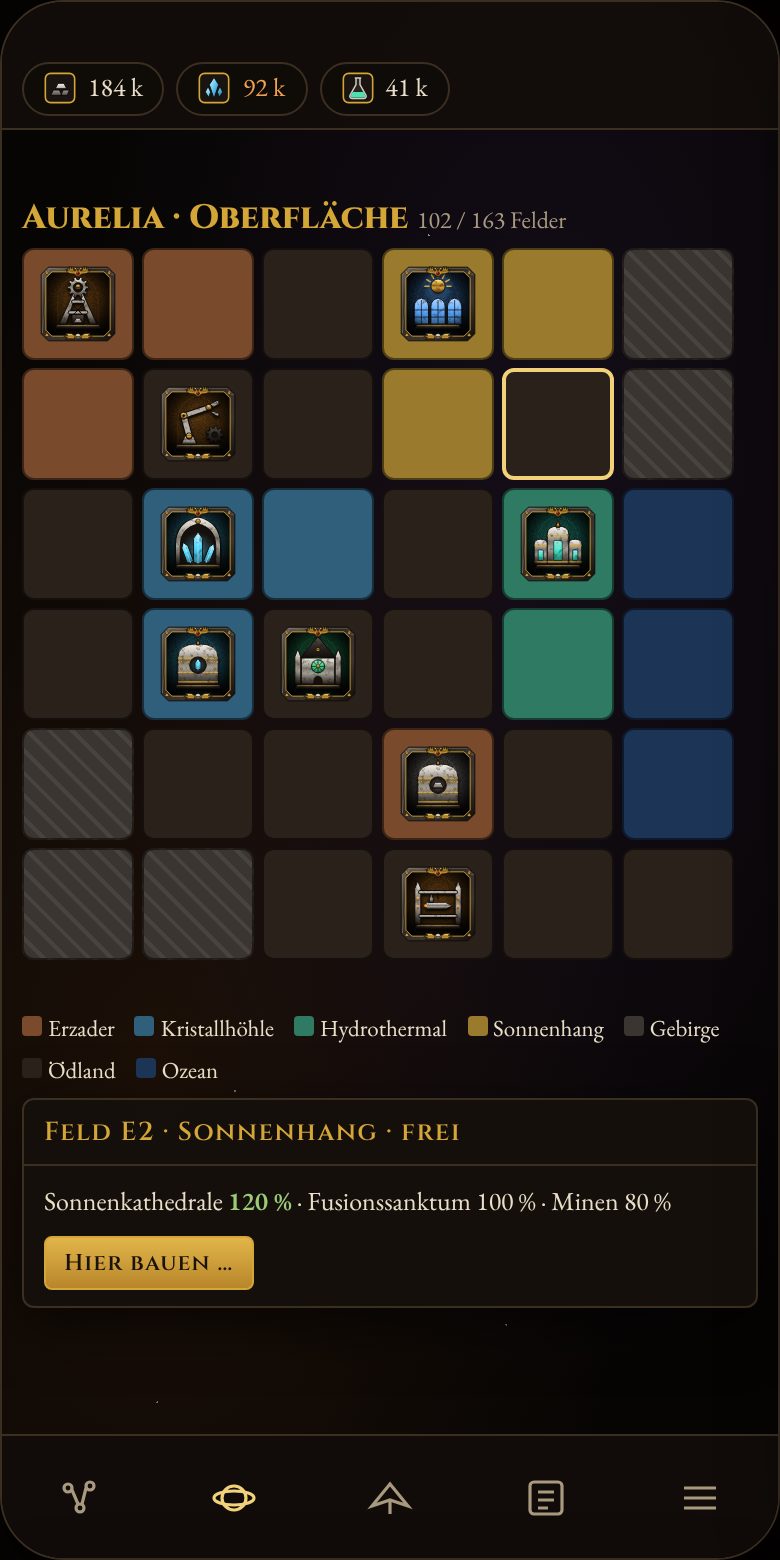 184 k 92 k 41 k
Aurelia · Oberfläche 102 / 163 Felder
Erzader Kristallhöhle Hydrothermal Sonnenhang Gebirge
Ödland Ozean
Feld E2 · Sonnenhang · frei
Sonnenkathedrale 120 % · Fusionssanktum 100 % · Minen 80 %
Hier bauen …